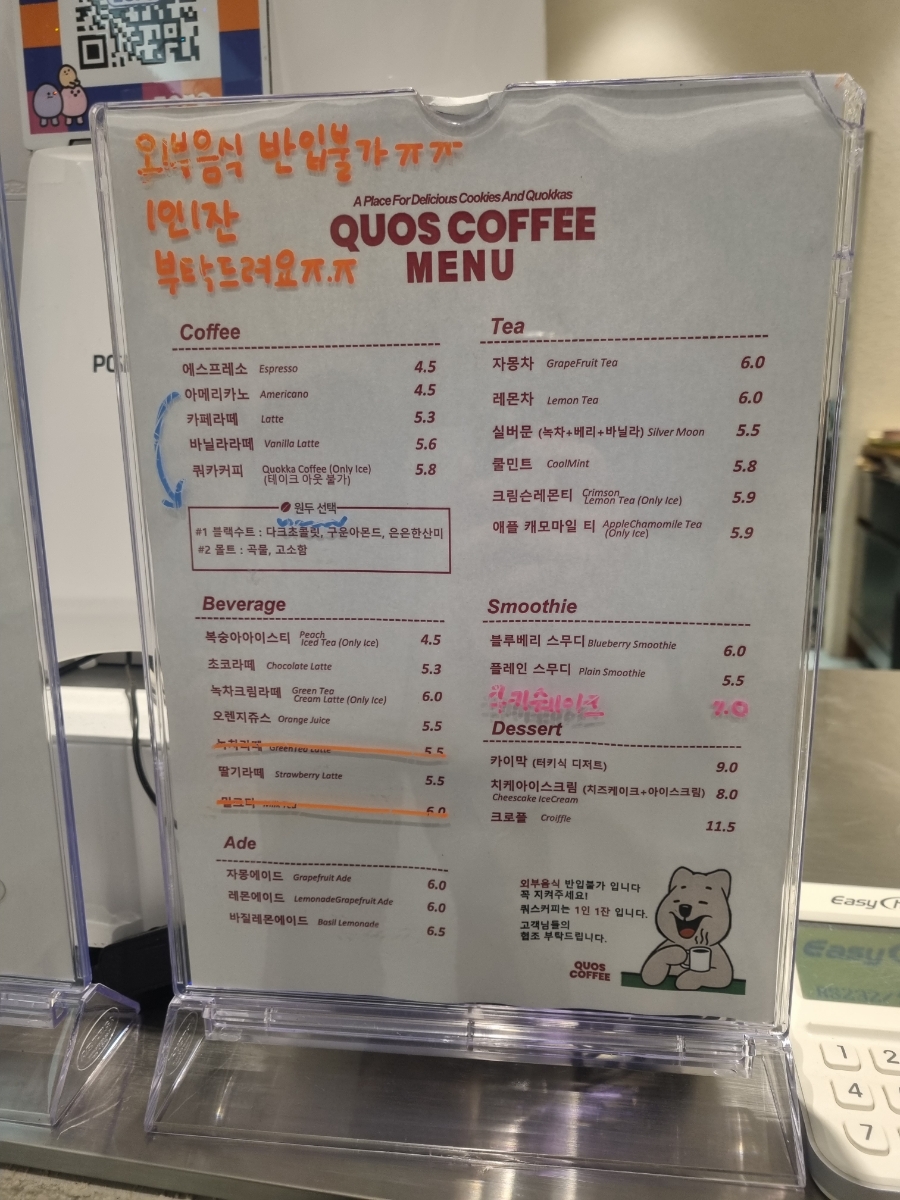 외부음식 반입불가 ㅠㅠ
1인1잔
부탁드려요ㅠ.ㅠ
A Place For Delicious Cookies And Quokkas
QUOS COFFEE
MENU
Coffee
에스프레소 Espresso 4.5
아메리카노 Americano 4.5
카페라떼 Latte 5.3
바닐라라떼 Vanilla Latte 5.6
쿼카커피 Quokka Coffee (Only Ice) 5.8
(테이크 아웃 불가)
원두 선택
#1 블랙수트 : 다크초콜릿, 구운아몬드, 은은한산미
#2 몰트 : 곡물, 고소함
Beverage
복숭아아이스티 Peach Iced Tea (Only Ice) 4.5
초코라떼 Chocolate Latte 5.3
녹차크림라떼 Green Tea Cream Latte (Only Ice) 6.0
오렌지쥬스 Orange Juice 5.5
녹차라떼 GreenTea Latte 5.5
딸기라떼 Strawberry Latte 5.5
밀크티 6.0
Ade
자몽에이드 Grapefruit Ade 6.0
레몬에이드 LemonadeGrapefruit Ade 6.0
바질레몬에이드 Basil Lemonade 6.5
Tea
자몽차 GrapeFruit Tea 6.0
레몬차 Lemon Tea 6.0
실버문 (녹차+베리+바닐라) Silver Moon 5.5
쿨민트 CoolMint 5.8
크림슨레몬티 Crimson Lemon Tea (Only Ice) 5.9
애플 캐모마일 티 AppleChamomile Tea (Only Ice) 5.9
Smoothie
블루베리 스무디 Blueberry Smoothie 6.0
플레인 스무디 Plain Smoothie 5.5
쿠키쉐이크 7.0
Dessert
카이막 (터키식 디저트) 9.0
치케아이스크림 (치즈케이크+아이스크림) 8.0
Cheescake IceCream
크로플 Croiffle 11.5
외부음식 반입불가 입니다
꼭 지켜주세요!
쿼스커피는 1인 1잔 입니다.
고객님들의
협조 부탁드립니다.
QUOS
COFFEE
1 2
4
7